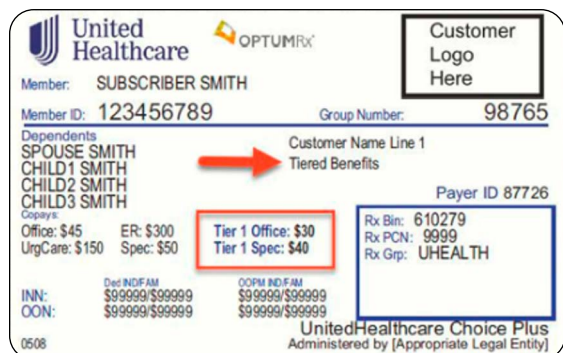 United
Healthcare
OPTUMRx
Customer
Logo
Here
Member: SUBSCRIBER SMITH
Member ID: 123456789 Group Number: 98765
Dependents
SPOUSE SMITH
CHILD1 SMITH
CHILD2 SMITH
CHILD3 SMITH
Customer Name Line 1
Tiered Benefits
Payer ID 87726
Copays:
Office: $45 ER: $300 Tier 1 Office: $30
UrgCare: $150 Spec: $50 Tier 1 Spec: $40
Rx Bin: 610279
Rx PCN: 9999
Rx Grp: UHEALTH
Ded IND/FAM OOPM IND/FAM
INN: $99999/$99999 $99999/$99999
OON: $99999/$99999 $99999/$99999
UnitedHealthcare Choice Plus
0508 Administered by [Appropriate Legal Entity]